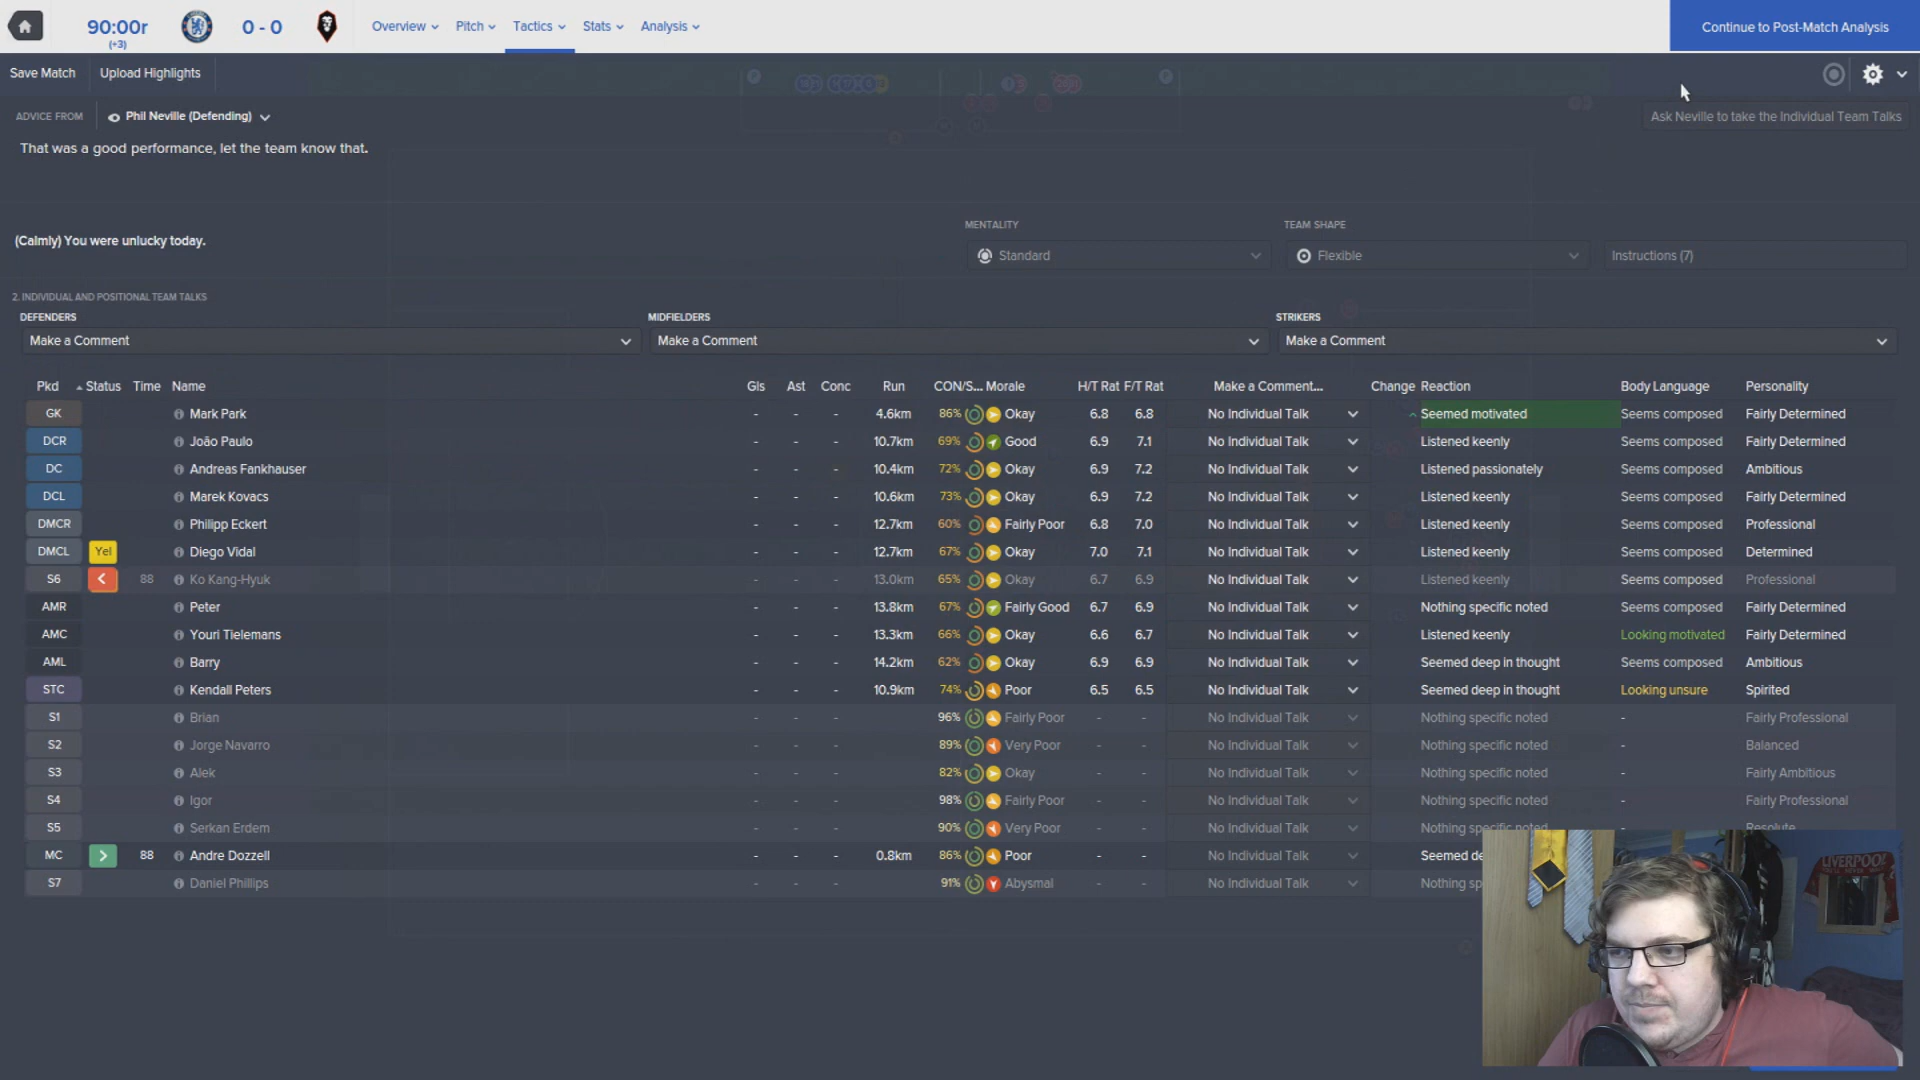 90:00r
(+3)
0 - 0
Overview
Pitch
Tactics
Stats
Analysis
Continue to Post-Match Analysis
Save Match
Upload Highlights
ADVICE FROM
Phil Neville (Defending)
Ask Neville to take the Individual Team Talks
That was a good performance, let the team know that.
(Calmly) You were unlucky today.
MENTALITY
TEAM SHAPE
Standard
Flexible
Instructions (7)
2. INDIVIDUAL AND POSITIONAL TEAM TALKS
DEFENDERS
MIDFIELDERS
STRIKERS
Make a Comment
Make a Comment
Make a Comment
Pkd Status Time Name Gls Ast Conc Run CON/S... Morale H/T Rat F/T Rat Make a Comment... Change Reaction Body Language Personality
GK Mark Park - - - 4.6km 86% Okay 6.8 6.8 No Individual Talk Seemed motivated Seems composed Fairly Determined
DCR João Paulo - - - 10.7km 69% Good 6.9 7.1 No Individual Talk Listened keenly Seems composed Fairly Determined
DC Andreas Fankhauser - - - 10.4km 72% Okay 6.9 7.2 No Individual Talk Listened passionately Seems composed Ambitious
DCL Marek Kovacs - - - 10.6km 73% Okay 6.9 7.2 No Individual Talk Listened keenly Seems composed Fairly Determined
DMCR Philipp Eckert - - - 12.7km 60% Fairly Poor 6.8 7.0 No Individual Talk Listened keenly Seems composed Professional
DMCL Yel Diego Vidal - - - 12.7km 67% Okay 7.0 7.1 No Individual Talk Listened keenly Seems composed Determined
S6 88 Ko Kang-Hyuk - - - 13.0km 65% Okay 6.7 6.9 No Individual Talk Listened keenly Seems composed Professional
AMR Peter - - - 13.8km 67% Fairly Good 6.7 6.9 No Individual Talk Nothing specific noted Seems composed Fairly Determined
AMC Youri Tielemans - - - 13.3km 66% Okay 6.6 6.7 No Individual Talk Listened keenly Looking motivated Fairly Determined
AML Barry - - - 14.2km 62% Okay 6.9 6.9 No Individual Talk Seemed deep in thought Seems composed Ambitious
STC Kendall Peters - - - 10.9km 74% Poor 6.5 6.5 No Individual Talk Seemed deep in thought Looking unsure Spirited
S1 Brian - - - 96% Fairly Poor - - No Individual Talk Nothing specific noted - Fairly Professional
S2 Jorge Navarro - - - 89% Very Poor - - No Individual Talk Nothing specific noted - Balanced
S3 Alek - - - 82% Okay - - No Individual Talk Nothing specific noted - Fairly Ambitious
S4 Igor - - - 98% Fairly Poor - - No Individual Talk Nothing specific noted - Fairly Professional
S5 Serkan Erdem - - - 90% Very Poor - - No Individual Talk Nothing specific noted - Resolute
MC 88 Andre Dozzell - - - 0.8km 86% Poor - - No Individual Talk Seemed de
S7 Daniel Phillips - - - 91% Abysmal - - No Individual Talk Nothing sp
LIVERPOOL